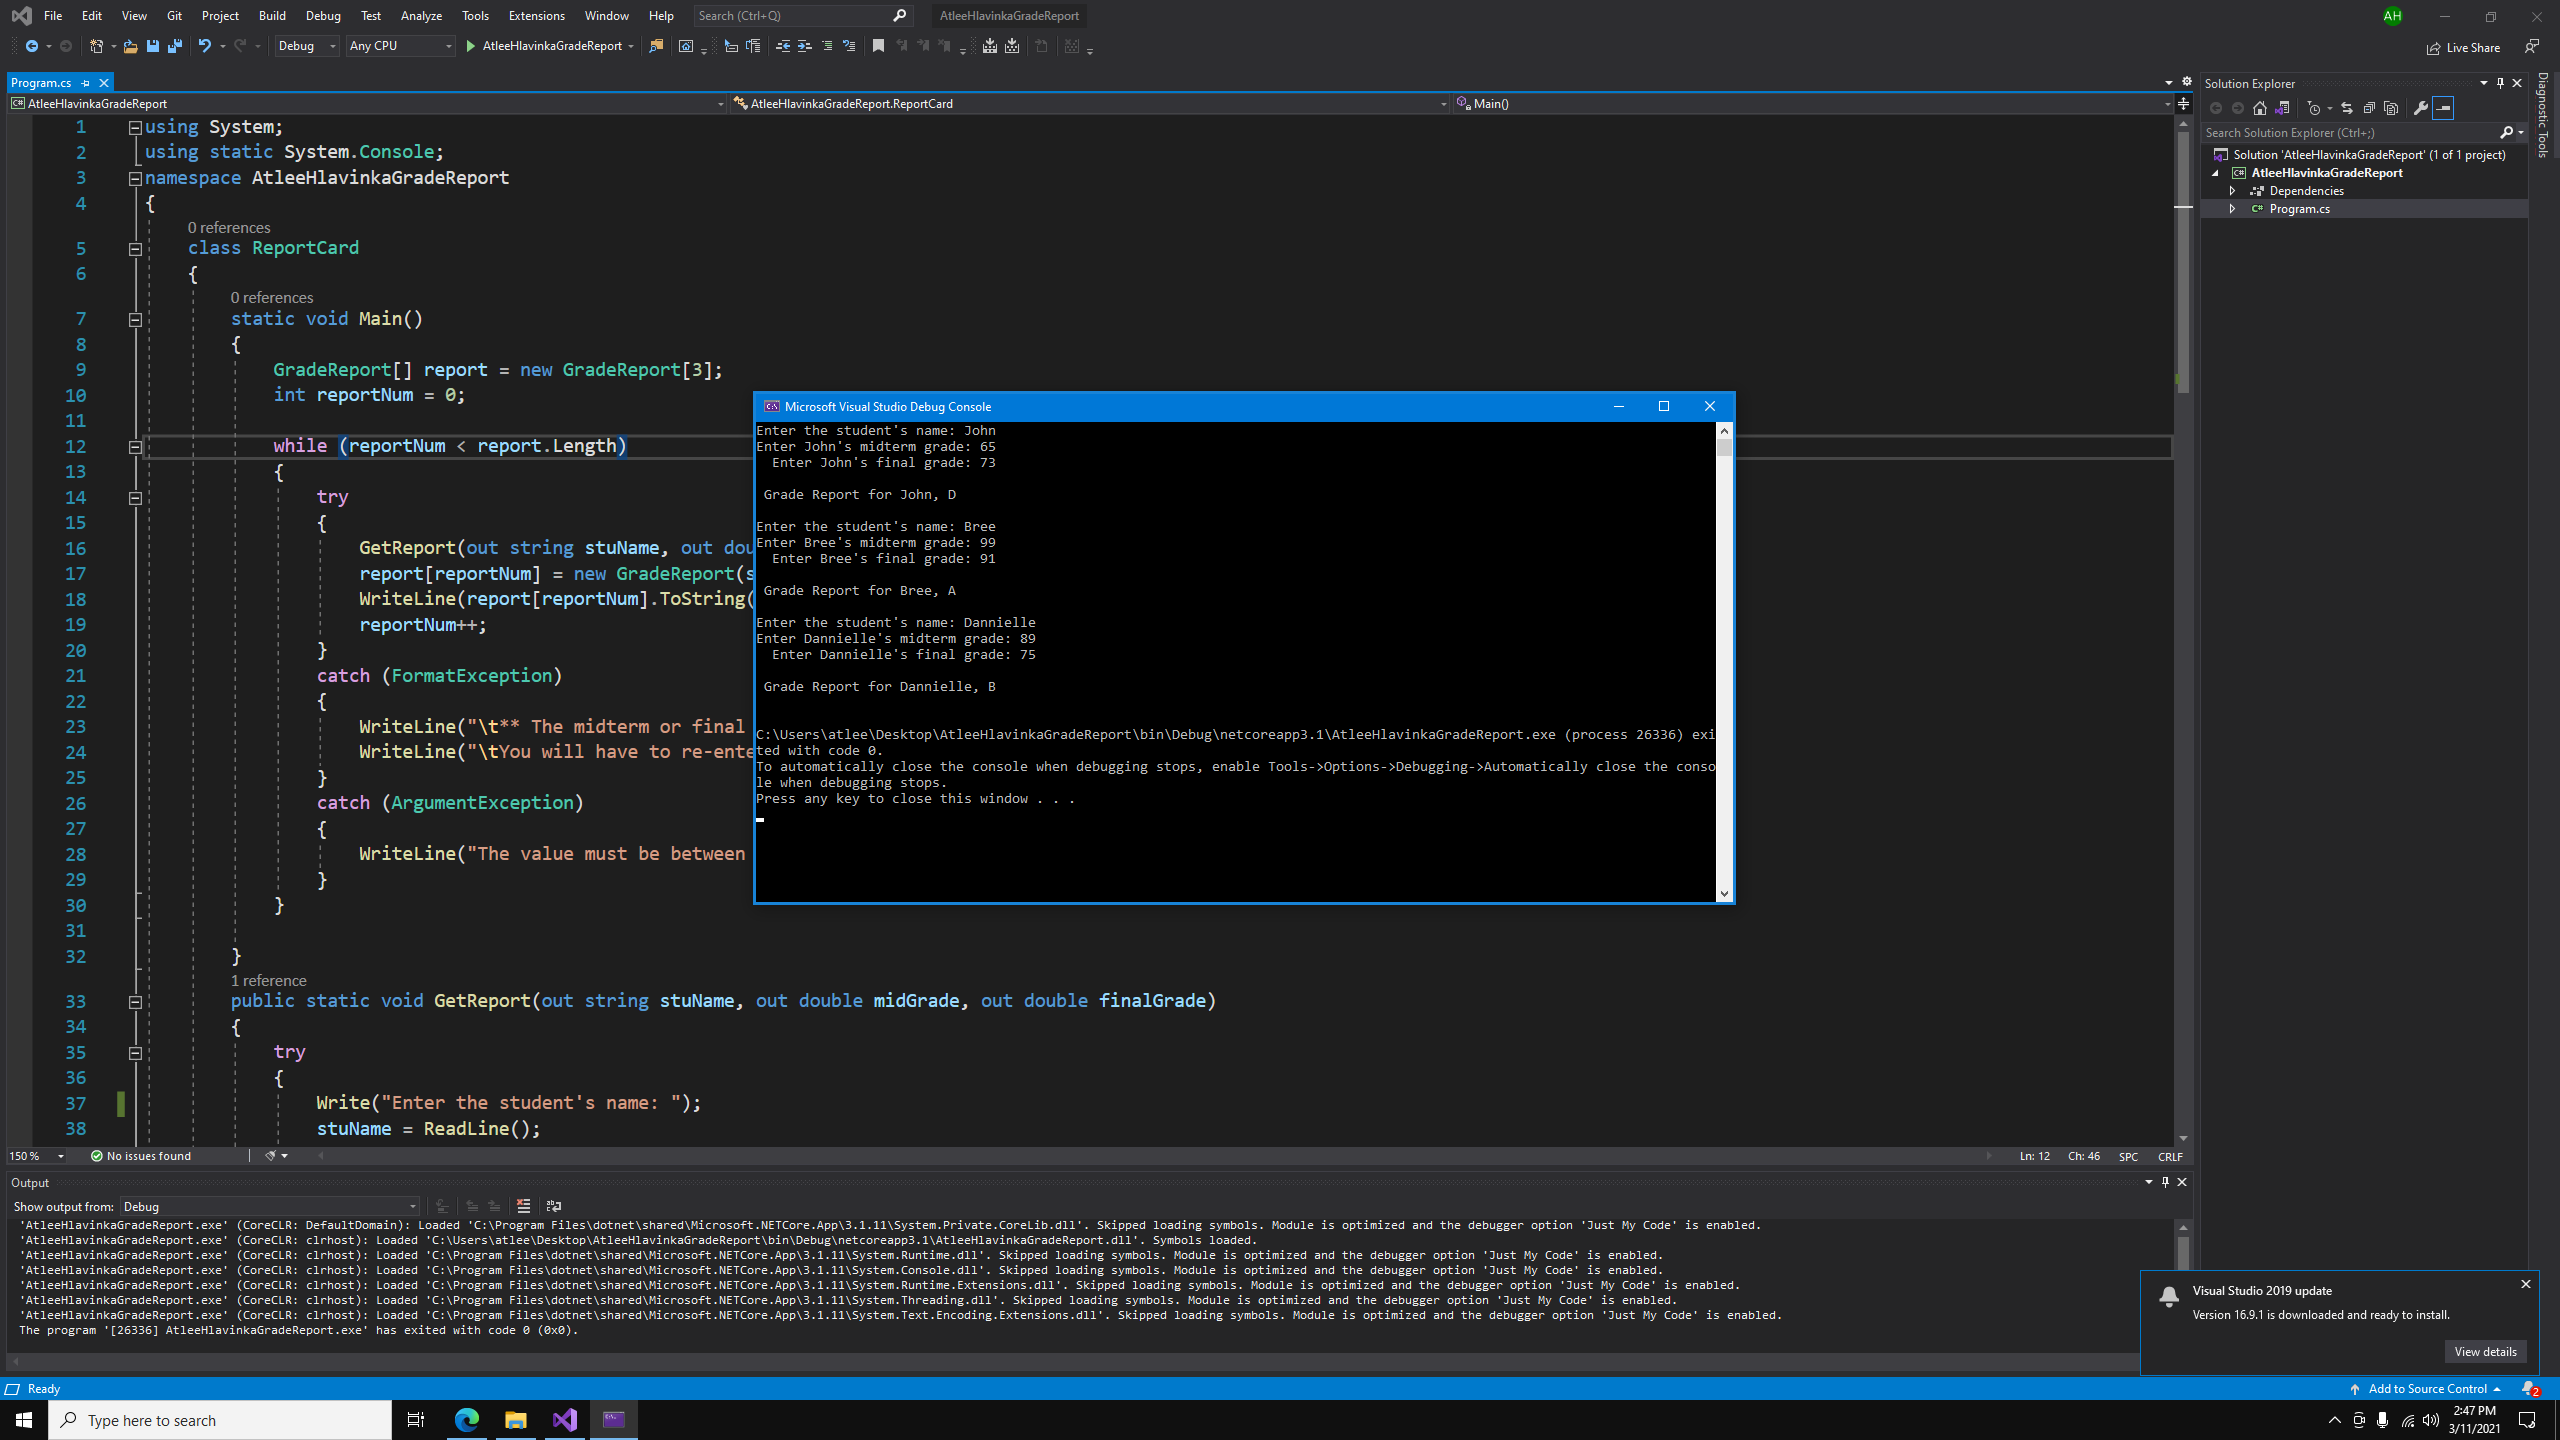 File Edit View Git Project Build Debug Test Analyze Tools Extensions Window Help Search (Ctrl+Q) AtleeHlavinkaGradeReport AH
Debug Any CPU AtleeHlavinkaGradeReport Live Share
Program.cs
AtleeHlavinkaGradeReport AtleeHlavinkaGradeReport.ReportCard Main()
1 using System;
2 using static System.Console;
3 namespace AtleeHlavinkaGradeReport
4 {
0 references
5 class ReportCard
6 {
0 references
7 static void Main()
8 {
9 GradeReport[] report = new GradeReport[3];
10 int reportNum = 0;
11
12 while (reportNum < report.Length)
13 {
14 try
15 {
16 GetReport(out string stuName, out dou
17 report[reportNum] = new GradeReport(s
18 WriteLine(report[reportNum].ToString(
19 reportNum++;
20 }
21 catch (FormatException)
22 {
23 WriteLine("\t** The midterm or final
24 WriteLine("\tYou will have to re-ente
25 }
26 catch (ArgumentException)
27 {
28 WriteLine("The value must be between
29 }
30 }
31
32 }
1 reference
33 public static void GetReport(out string stuName, out double midGrade, out double finalGrade)
34 {
35 try
36 {
37 Write("Enter the student's name: ");
38 stuName = ReadLine();
150 % No issues found Ln: 12 Ch: 46 SPC CRLF
Microsoft Visual Studio Debug Console
Enter the student's name: John
Enter John's midterm grade: 65
Enter John's final grade: 73
Grade Report for John, D
Enter the student's name: Bree
Enter Bree's midterm grade: 99
Enter Bree's final grade: 91
Grade Report for Bree, A
Enter the student's name: Dannielle
Enter Dannielle's midterm grade: 89
Enter Dannielle's final grade: 75
Grade Report for Dannielle, B
C:\Users\atlee\Desktop\AtleeHlavinkaGradeReport\bin\Debug\netcoreapp3.1\AtleeHlavinkaGradeReport.exe (process 26336) exi
ted with code 0.
To automatically close the console when debugging stops, enable Tools->Options->Debugging->Automatically close the conso
le when debugging stops.
Press any key to close this window . . .
Solution Explorer
Search Solution Explorer (Ctrl+;)
Solution 'AtleeHlavinkaGradeReport' (1 of 1 project)
AtleeHlavinkaGradeReport
Dependencies
Program.cs
Diagnostic Tools
Output
Show output from: Debug
'AtleeHlavinkaGradeReport.exe' (CoreCLR: DefaultDomain): Loaded 'C:\Program Files\dotnet\shared\Microsoft.NETCore.App\3.1.11\System.Private.CoreLib.dll'. Skipped loading symbols. Module is optimized and the debugger option 'Just My Code' is enabled.
'AtleeHlavinkaGradeReport.exe' (CoreCLR: clrhost): Loaded 'C:\Users\atlee\Desktop\AtleeHlavinkaGradeReport\bin\Debug\netcoreapp3.1\AtleeHlavinkaGradeReport.dll'. Symbols loaded.
'AtleeHlavinkaGradeReport.exe' (CoreCLR: clrhost): Loaded 'C:\Program Files\dotnet\shared\Microsoft.NETCore.App\3.1.11\System.Runtime.dll'. Skipped loading symbols. Module is optimized and the debugger option 'Just My Code' is enabled.
'AtleeHlavinkaGradeReport.exe' (CoreCLR: clrhost): Loaded 'C:\Program Files\dotnet\shared\Microsoft.NETCore.App\3.1.11\System.Console.dll'. Skipped loading symbols. Module is optimized and the debugger option 'Just My Code' is enabled.
'AtleeHlavinkaGradeReport.exe' (CoreCLR: clrhost): Loaded 'C:\Program Files\dotnet\shared\Microsoft.NETCore.App\3.1.11\System.Runtime.Extensions.dll'. Skipped loading symbols. Module is optimized and the debugger option 'Just My Code' is enabled.
'AtleeHlavinkaGradeReport.exe' (CoreCLR: clrhost): Loaded 'C:\Program Files\dotnet\shared\Microsoft.NETCore.App\3.1.11\System.Threading.dll'. Skipped loading symbols. Module is optimized and the debugger option 'Just My Code' is enabled.
'AtleeHlavinkaGradeReport.exe' (CoreCLR: clrhost): Loaded 'C:\Program Files\dotnet\shared\Microsoft.NETCore.App\3.1.11\System.Text.Encoding.Extensions.dll'. Skipped loading symbols. Module is optimized and the debugger option 'Just My Code' is enabled.
The program '[26336] AtleeHlavinkaGradeReport.exe' has exited with code 0 (0x0).
Visual Studio 2019 update
Version 16.9.1 is downloaded and ready to install.
View details
Ready Add to Source Control 2
Type here to search 2:47 PM
3/11/2021